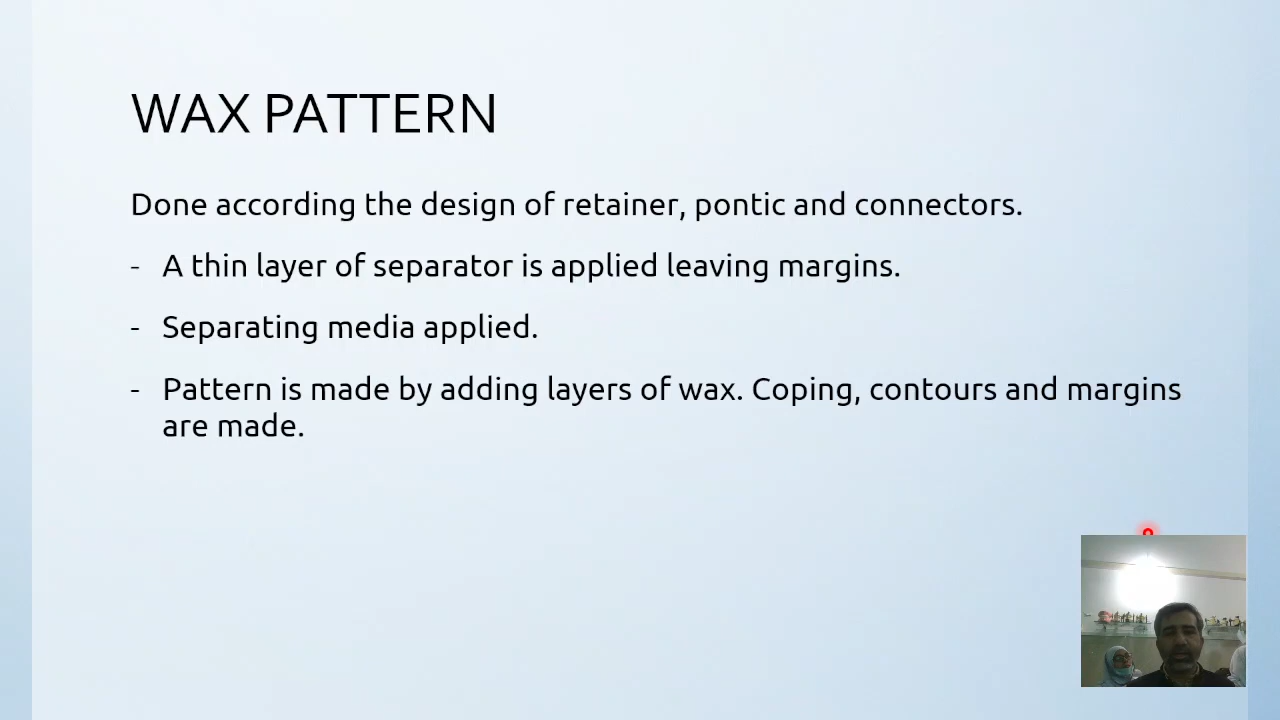 WAX PATTERN
Done according the design of retainer, pontic and connectors.
- A thin layer of separator is applied leaving margins.
- Separating media applied.
- Pattern is made by adding layers of wax. Coping, contours and margins
are made.